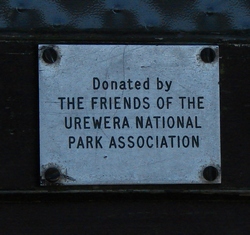 Donated by
THE FRIENDS OF THE
UREWERA NATIONAL
PARK ASSOCIATION